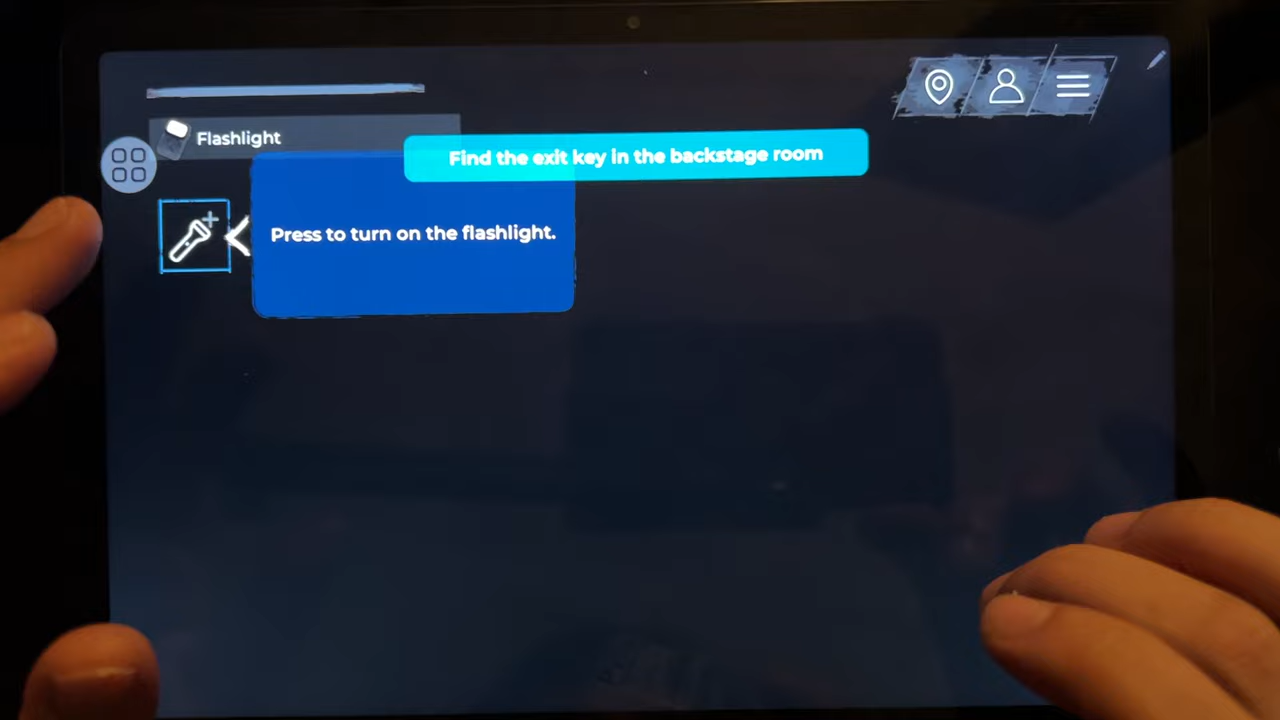 Flashlight
Find the exit key in the backstage room
Press to turn on the flashlight.